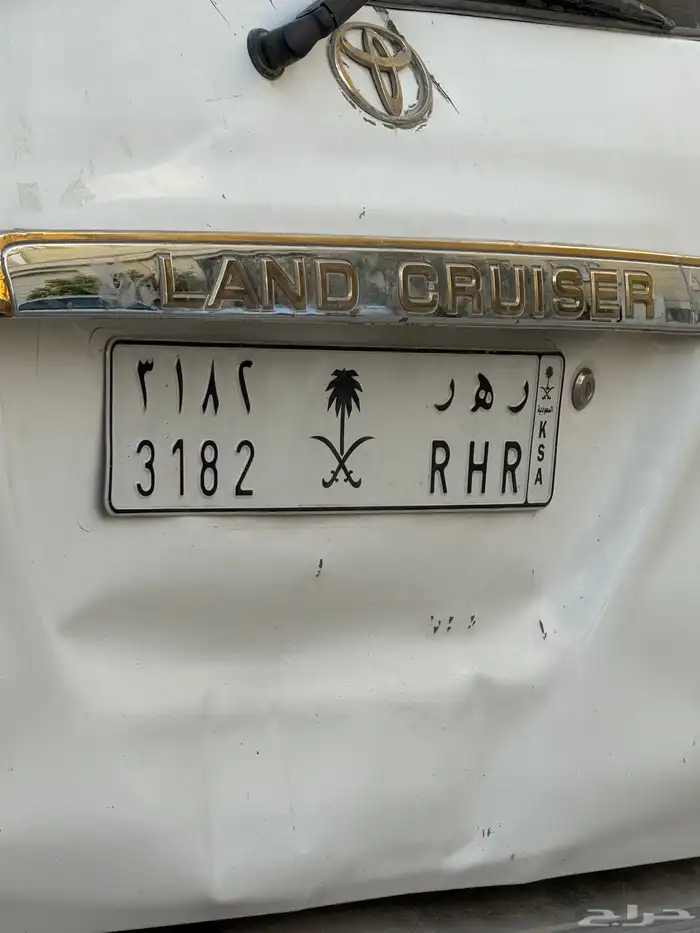 LAND CRUISER
٣١٨٢ ر هـ ر
3182 RHR
السعودية
KSA
حراج